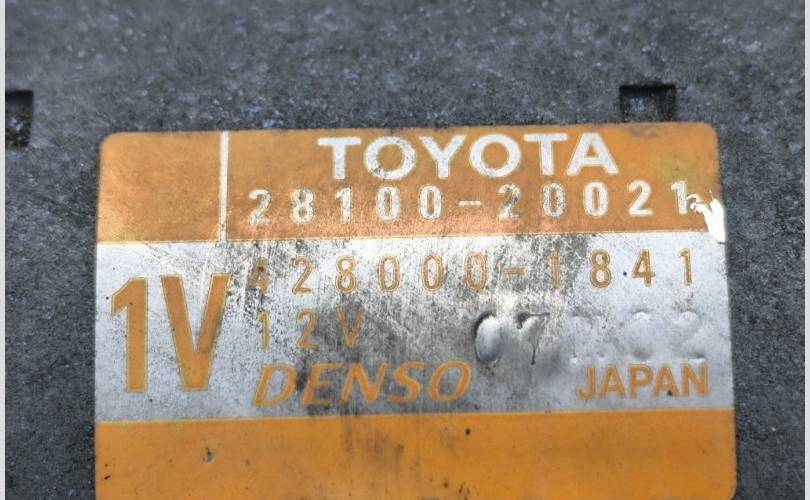 TOYOTA
28100-20021
1V
428000-1841
12V
DENSO
JAPAN